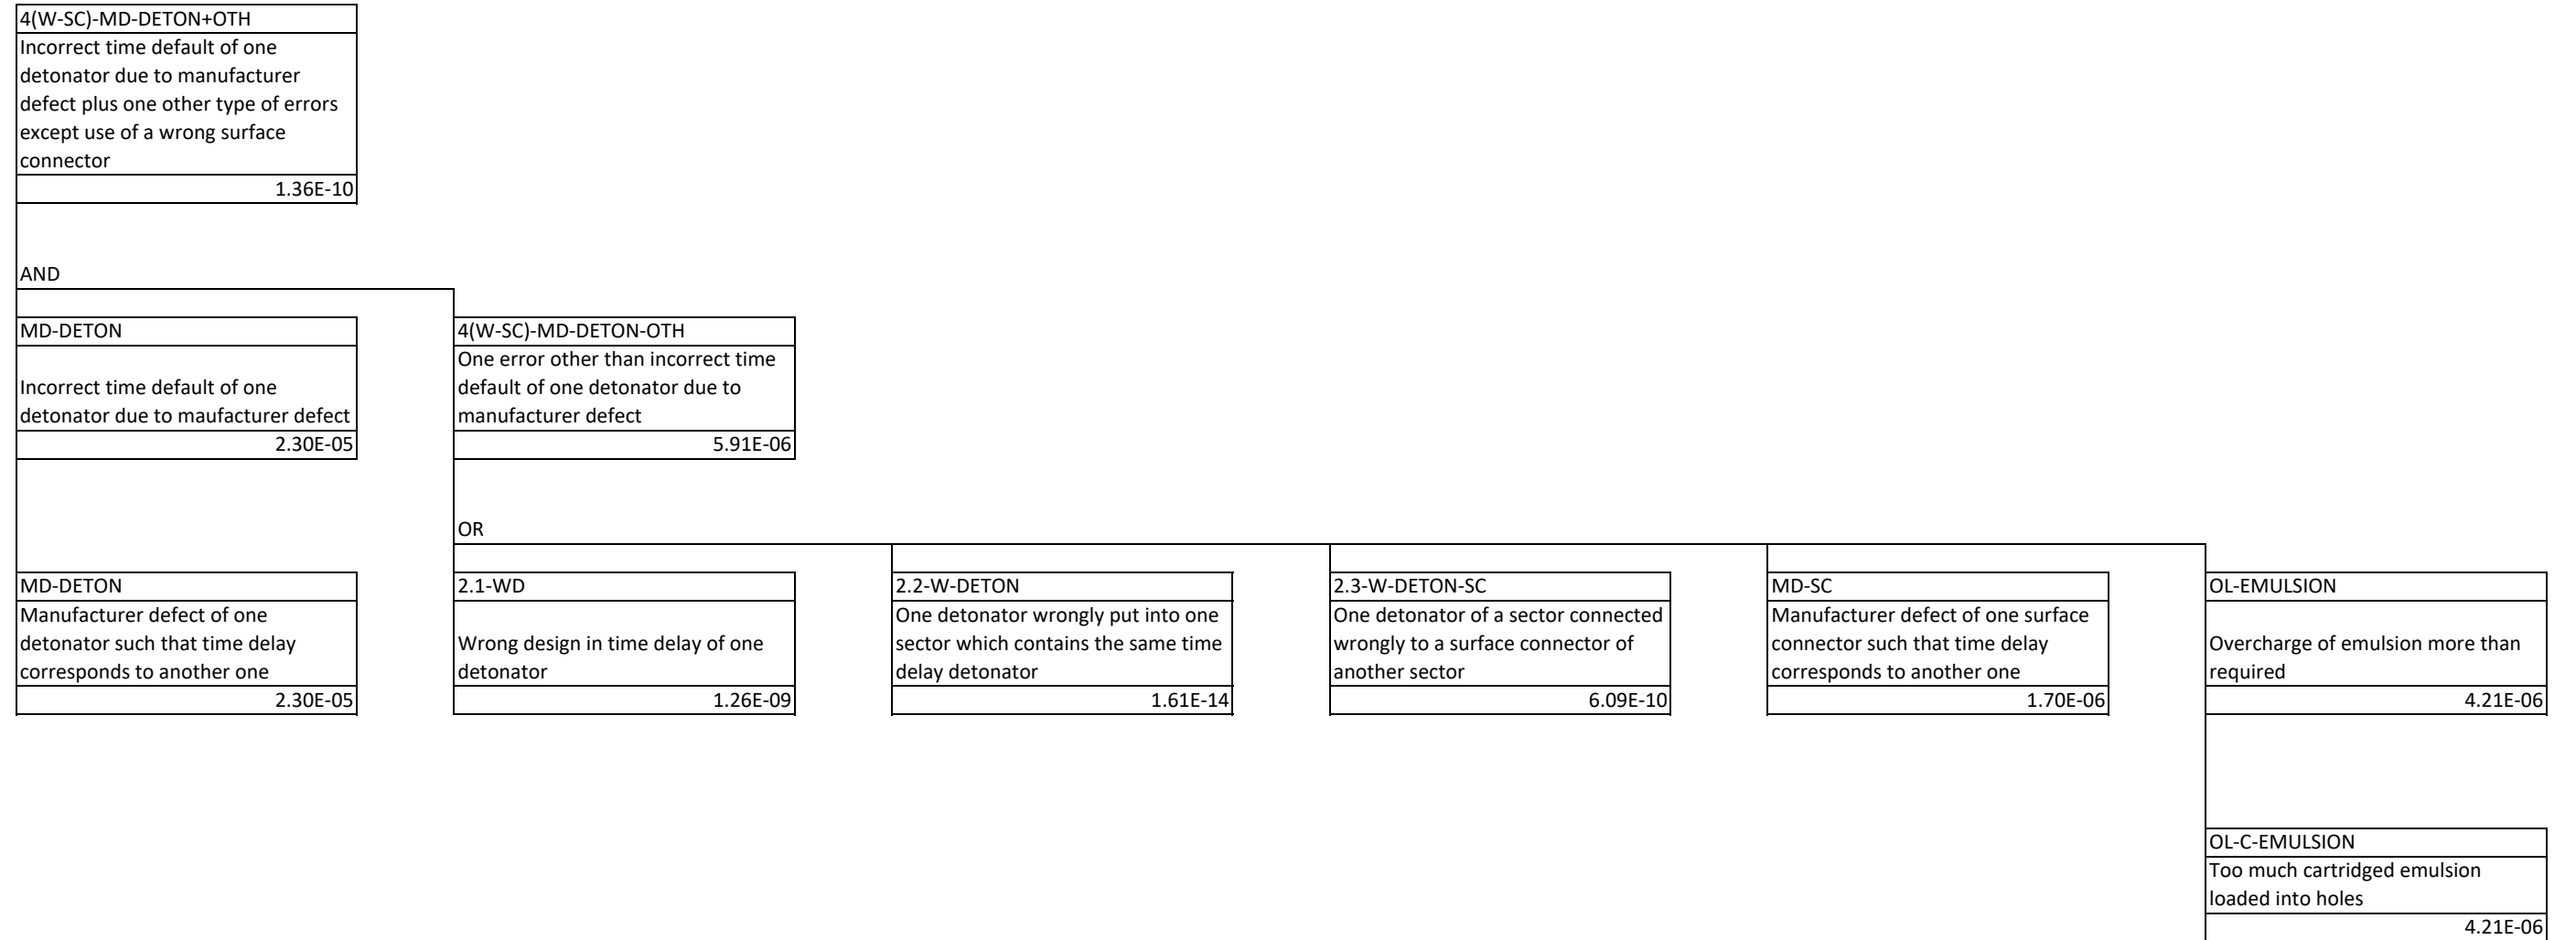 4(W-SC)-MD-DETON+OTH
Incorrect time default of one
detonator due to manufacturer
defect plus one other type of errors
except use of a wrong surface
connector
1.36E-10
AND
MD-DETON
Incorrect time default of one
detonator due to maufacturer defect
2.30E-05
4(W-SC)-MD-DETON-OTH
One error other than incorrect time
default of one detonator due to
manufacturer defect
5.91E-06
OR
MD-DETON
Manufacturer defect of one
detonator such that time delay
corresponds to another one
2.30E-05
2.1-WD
Wrong design in time delay of one
detonator
1.26E-09
2.2-W-DETON
One detonator wrongly put into one
sector which contains the same time
delay detonator
1.61E-14
2.3-W-DETON-SC
One detonator of a sector connected
wrongly to a surface connector of
another sector
6.09E-10
MD-SC
Manufacturer defect of one surface
connector such that time delay
corresponds to another one
1.70E-06
OL-EMULSION
Overcharge of emulsion more than
required
4.21E-06
OL-C-EMULSION
Too much cartridged emulsion
loaded into holes
4.21E-06